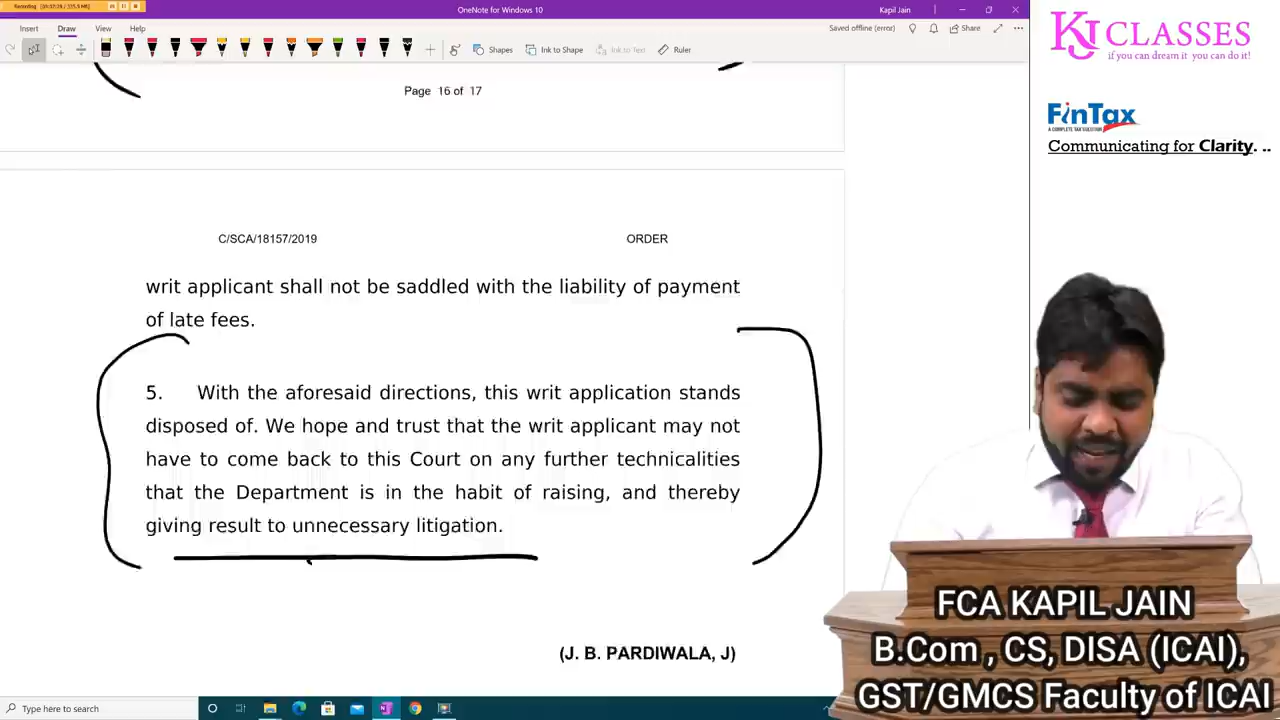 OneNote for Windows 10
Kapil Jain
Insert
Draw
View
Help
Saved offline (error)
Share
Shapes
Ink to Shape
Ink to Text
Ruler
Page 16 of 17
C/SCA/18157/2019
ORDER
writ applicant shall not be saddled with the liability of payment
of late fees.
5. With the aforesaid directions, this writ application stands
disposed of. We hope and trust that the writ applicant may not
have to come back to this Court on any further technicalities
that the Department is in the habit of raising, and thereby
giving result to unnecessary litigation.
(J. B. PARDIWALA, J)
Type here to search
KJ CLASSES
if you can dream it you can do it!
FinTax
A COMPLETE TAX SOLUTION
Communicating for Clarity. ..
FCA KAPIL JAIN
B.Com , CS, DISA (ICAI),
GST/GMCS Faculty of ICAI